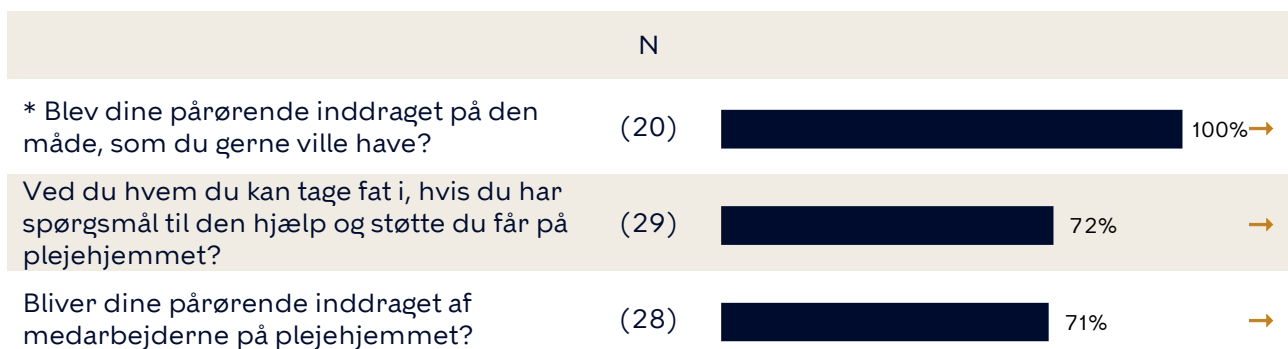 N
* Blev dine pårørende inddraget på den
måde, som du gerne ville have?
(20)
100%→
Ved du hvem du kan tage fat i, hvis du har
spørgsmål til den hjælp og støtte du får på
plejehjemmet?
(29)
72%
→
Bliver dine pårørende inddraget af
medarbejderne på plejehjemmet?
(28)
71%
→